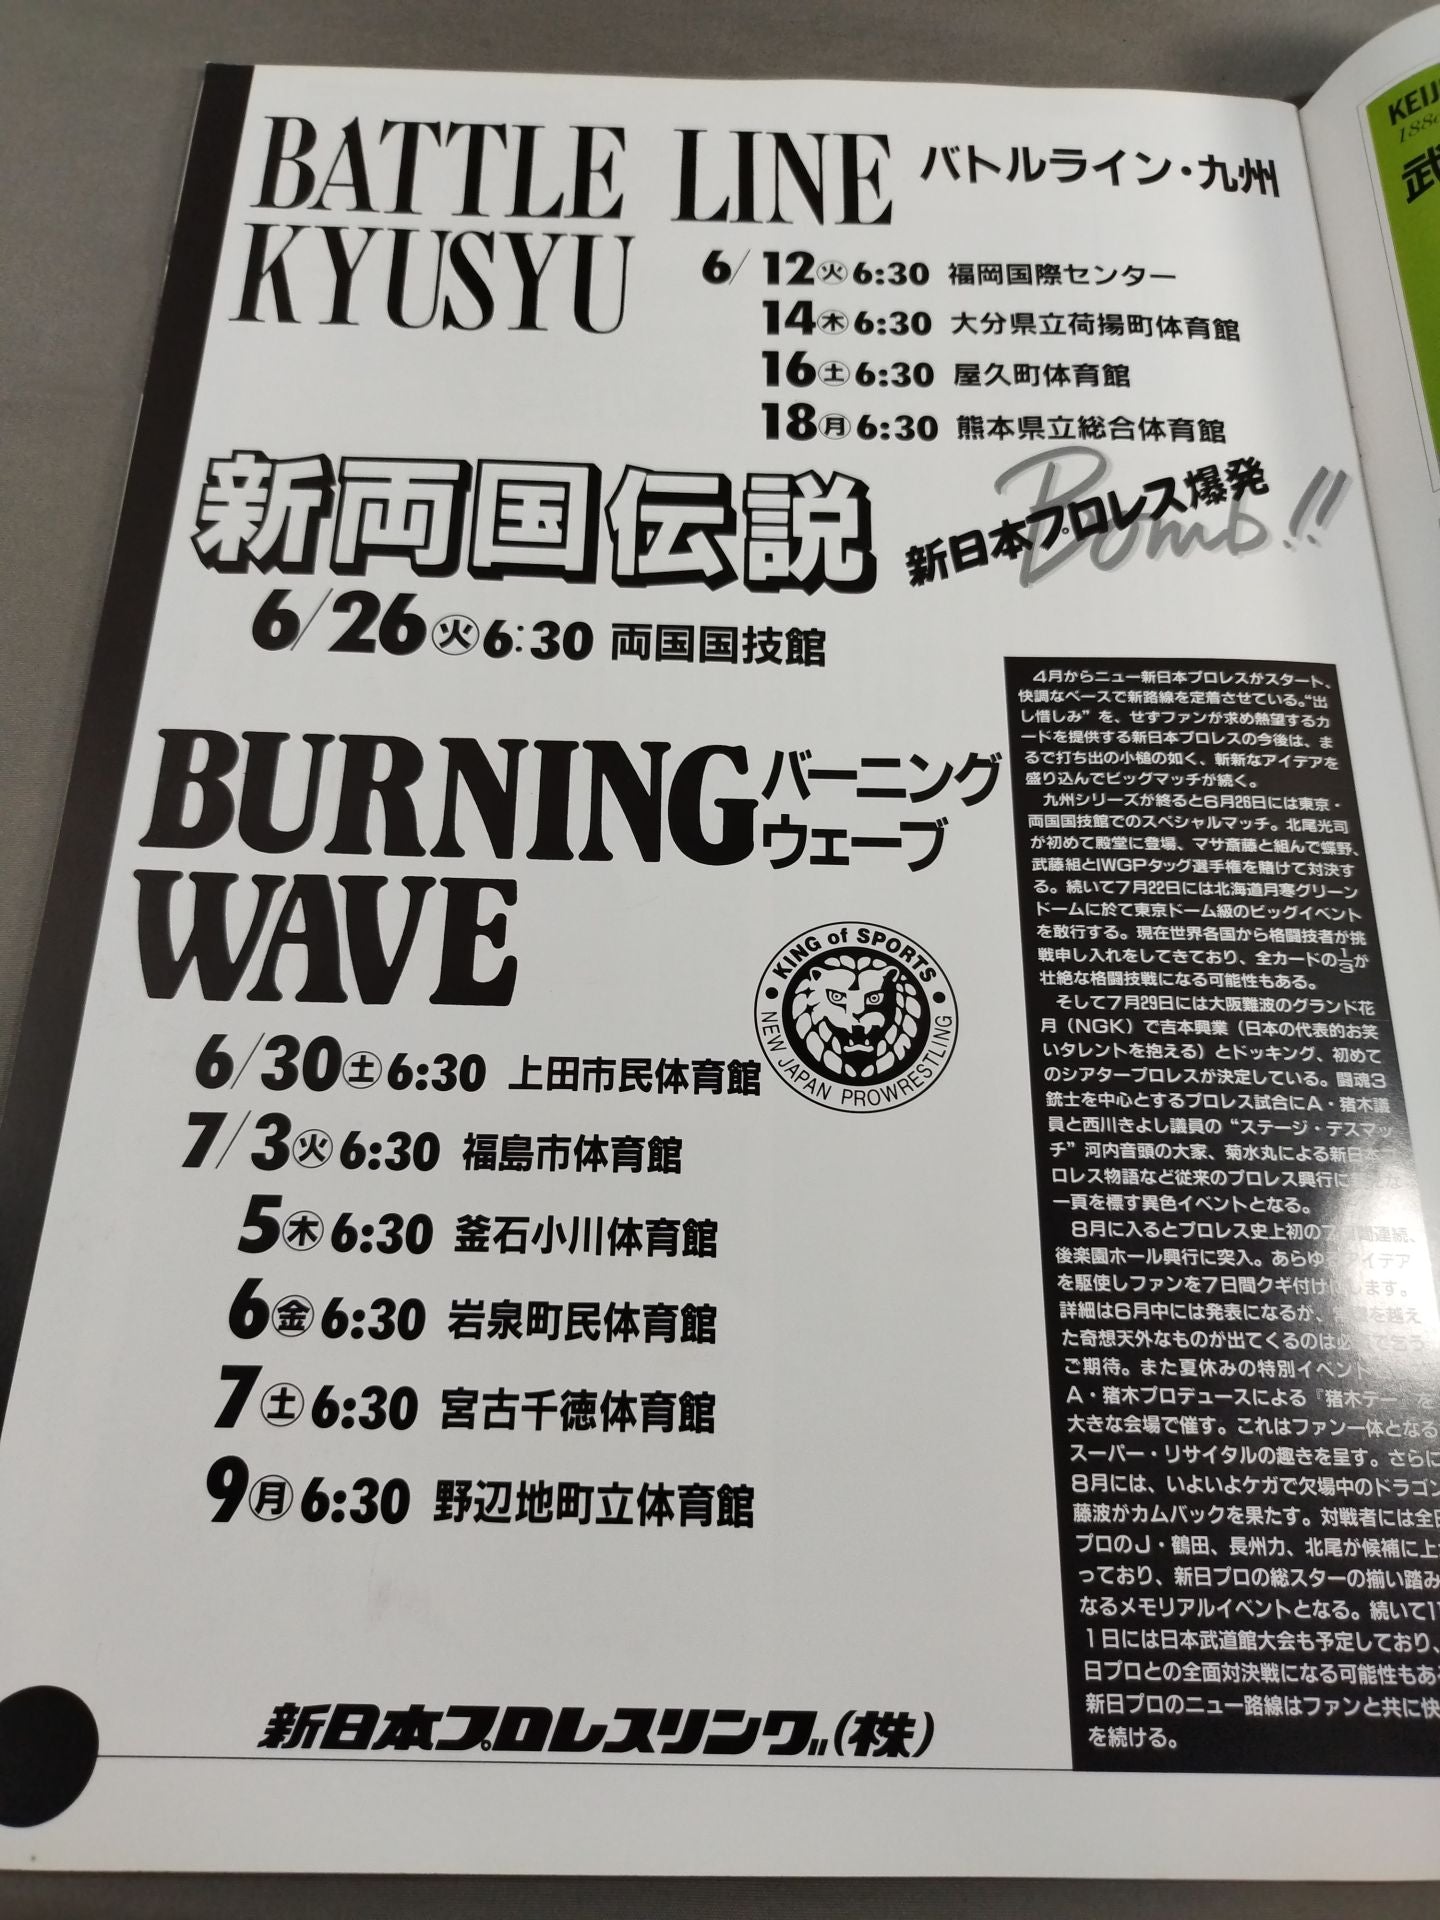 BATTLE LINE
KYUSYU
バトルライン・九州
6/12㊋6:30 福岡国際センター
14㊍6:30 大分県立荷揚町体育館
16㊏6:30 屋久町体育館
18㊊6:30 熊本県立総合体育館
新両国伝説
6/26㊋6:30 両国国技館
新日本プロレス爆発
Bomb!!
BURNING
WAVE
バーニング
ウェーブ
KING of SPORTS
NEW JAPAN PROWRESTLING
6/30㊏6:30 上田市民体育館
7/3㊋6:30 福島市体育館
5㊍6:30 釜石小川体育館
6㊎6:30 岩泉町民体育館
7㊏6:30 宮古千徳体育館
9㊊6:30 野辺地町立体育館
新日本プロレスリング(株)
4月からニュー新日本プロレスがスタート、
快調なペースで新路線を定着させている。“出
し惜しみ”を、せずファンが求め熱望するカ
ードを提供する新日本プロレスの今後は、ま
るで打ち出の小槌の如く、斬新なアイデアを
盛り込んでビッグマッチが続く。
九州シリーズが終ると6月26日には東京・
両国国技館でのスペシャルマッチ。北尾光司
が初めて殿堂に登場、マサ斎藤と組んで蝶野、
武藤組とIWGPタッグ選手権を賭けて対決す
る。続いて7月22日には北海道月寒グリーン
ドームに於て東京ドーム級のビッグイベント
を敢行する。現在世界各国から格闘技者が挑
戦申し入れをしてきており、全カードの1/3が
壮絶な格闘技戦になる可能性もある。
そして7月29日には大阪難波のグランド花
月（NGK）で吉本興業（日本の代表的お笑
いタレントを抱える）とドッキング、初めて
のシアタープロレスが決定している。闘魂3
銃士を中心とするプロレス試合にA・猪木議
員と西川きよし議員の“ステージ・デスマッ
チ”河内音頭の大家、菊水丸による新日本プ
ロレス物語など従来のプロレス興行に
一頁を標す異色イベントとなる。
8月に入るとプロレス史上初の7日間連続、
後楽園ホール興行に突入。あらゆるアイデア
を駆使しファンを7日間クギ付けにします。
詳細は6月中には発表になるが、常識を越え
た奇想天外なものが出てくるのは必
ご期待。また夏休みの特別イベント
A・猪木プロデュースによる『猪木デー』を
大きな会場で催す。これはファン一体となる
スーパー・リサイタルの趣きを呈す。さらに
8月には、いよいよケガで欠場中のドラゴン
藤波がカムバックを果たす。対戦者には全日
プロのJ・鶴田、長州力、北尾が候補に上
っており、新日プロの総スターの揃い踏み
なるメモリアルイベントとなる。続いて11
1日には日本武道館大会も予定しており、
日プロとの全面対決戦になる可能性もある
新日プロのニュー路線はファンと共に快
を続ける。
KEIJ
武